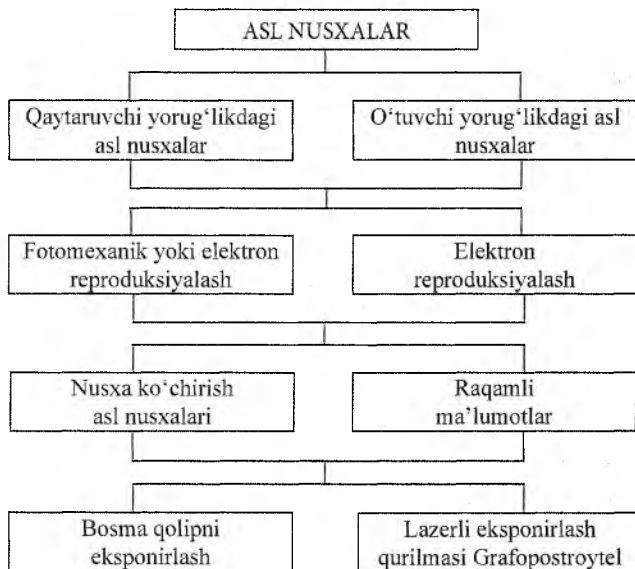 ASL NUSXALAR
Qaytaruvchi yorug‘likdagi
asl nusxalar
O‘tuvchi yorug‘likdagi asl
nusxalar
Fotomexanik yoki elektron
reproduksiyalash
Elektron
reproduksiyalash
Nusxa ko‘chirish
asl nusxalari
Raqamli
ma’lumotlar
Bosma qolipni
eksponirlash
Lazerli eksponirlash
qurilmasi Grafopostroytel